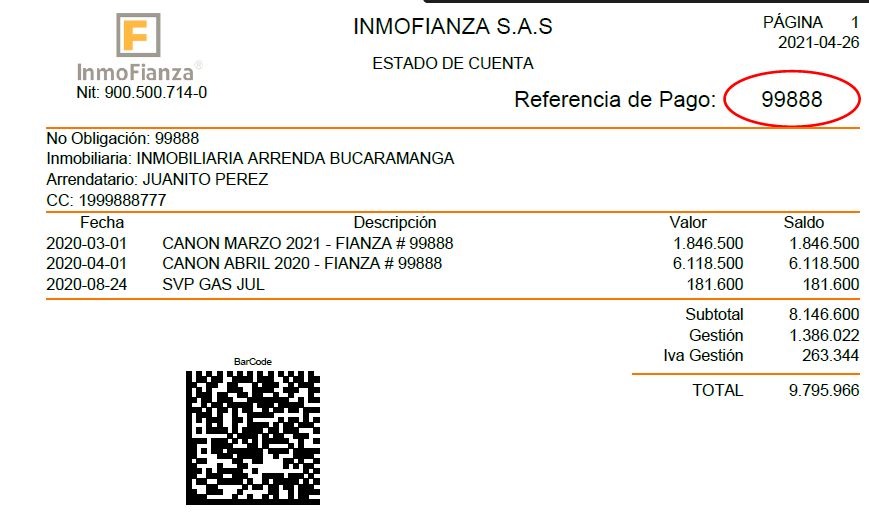 INMOFIANZA S.A.S
PÁGINA 1
2021-04-26
F
InmoFianza®
Nit: 900.500.714-0
ESTADO DE CUENTA
Referencia de Pago: 99888
No Obligación: 99888
Inmobiliaria: INMOBILIARIA ARRENDA BUCARAMANGA
Arrendatario: JUANITO PEREZ
CC: 1999888777
Fecha Descripción Valor Saldo
2020-03-01 CANON MARZO 2021 - FIANZA # 99888 1.846.500 1.846.500
2020-04-01 CANON ABRIL 2020 - FIANZA # 99888 6.118.500 6.118.500
2020-08-24 SVP GAS JUL 181.600 181.600
Subtotal 8.146.600
Gestión 1.386.022
Iva Gestión 263.344
TOTAL 9.795.966
BarCode